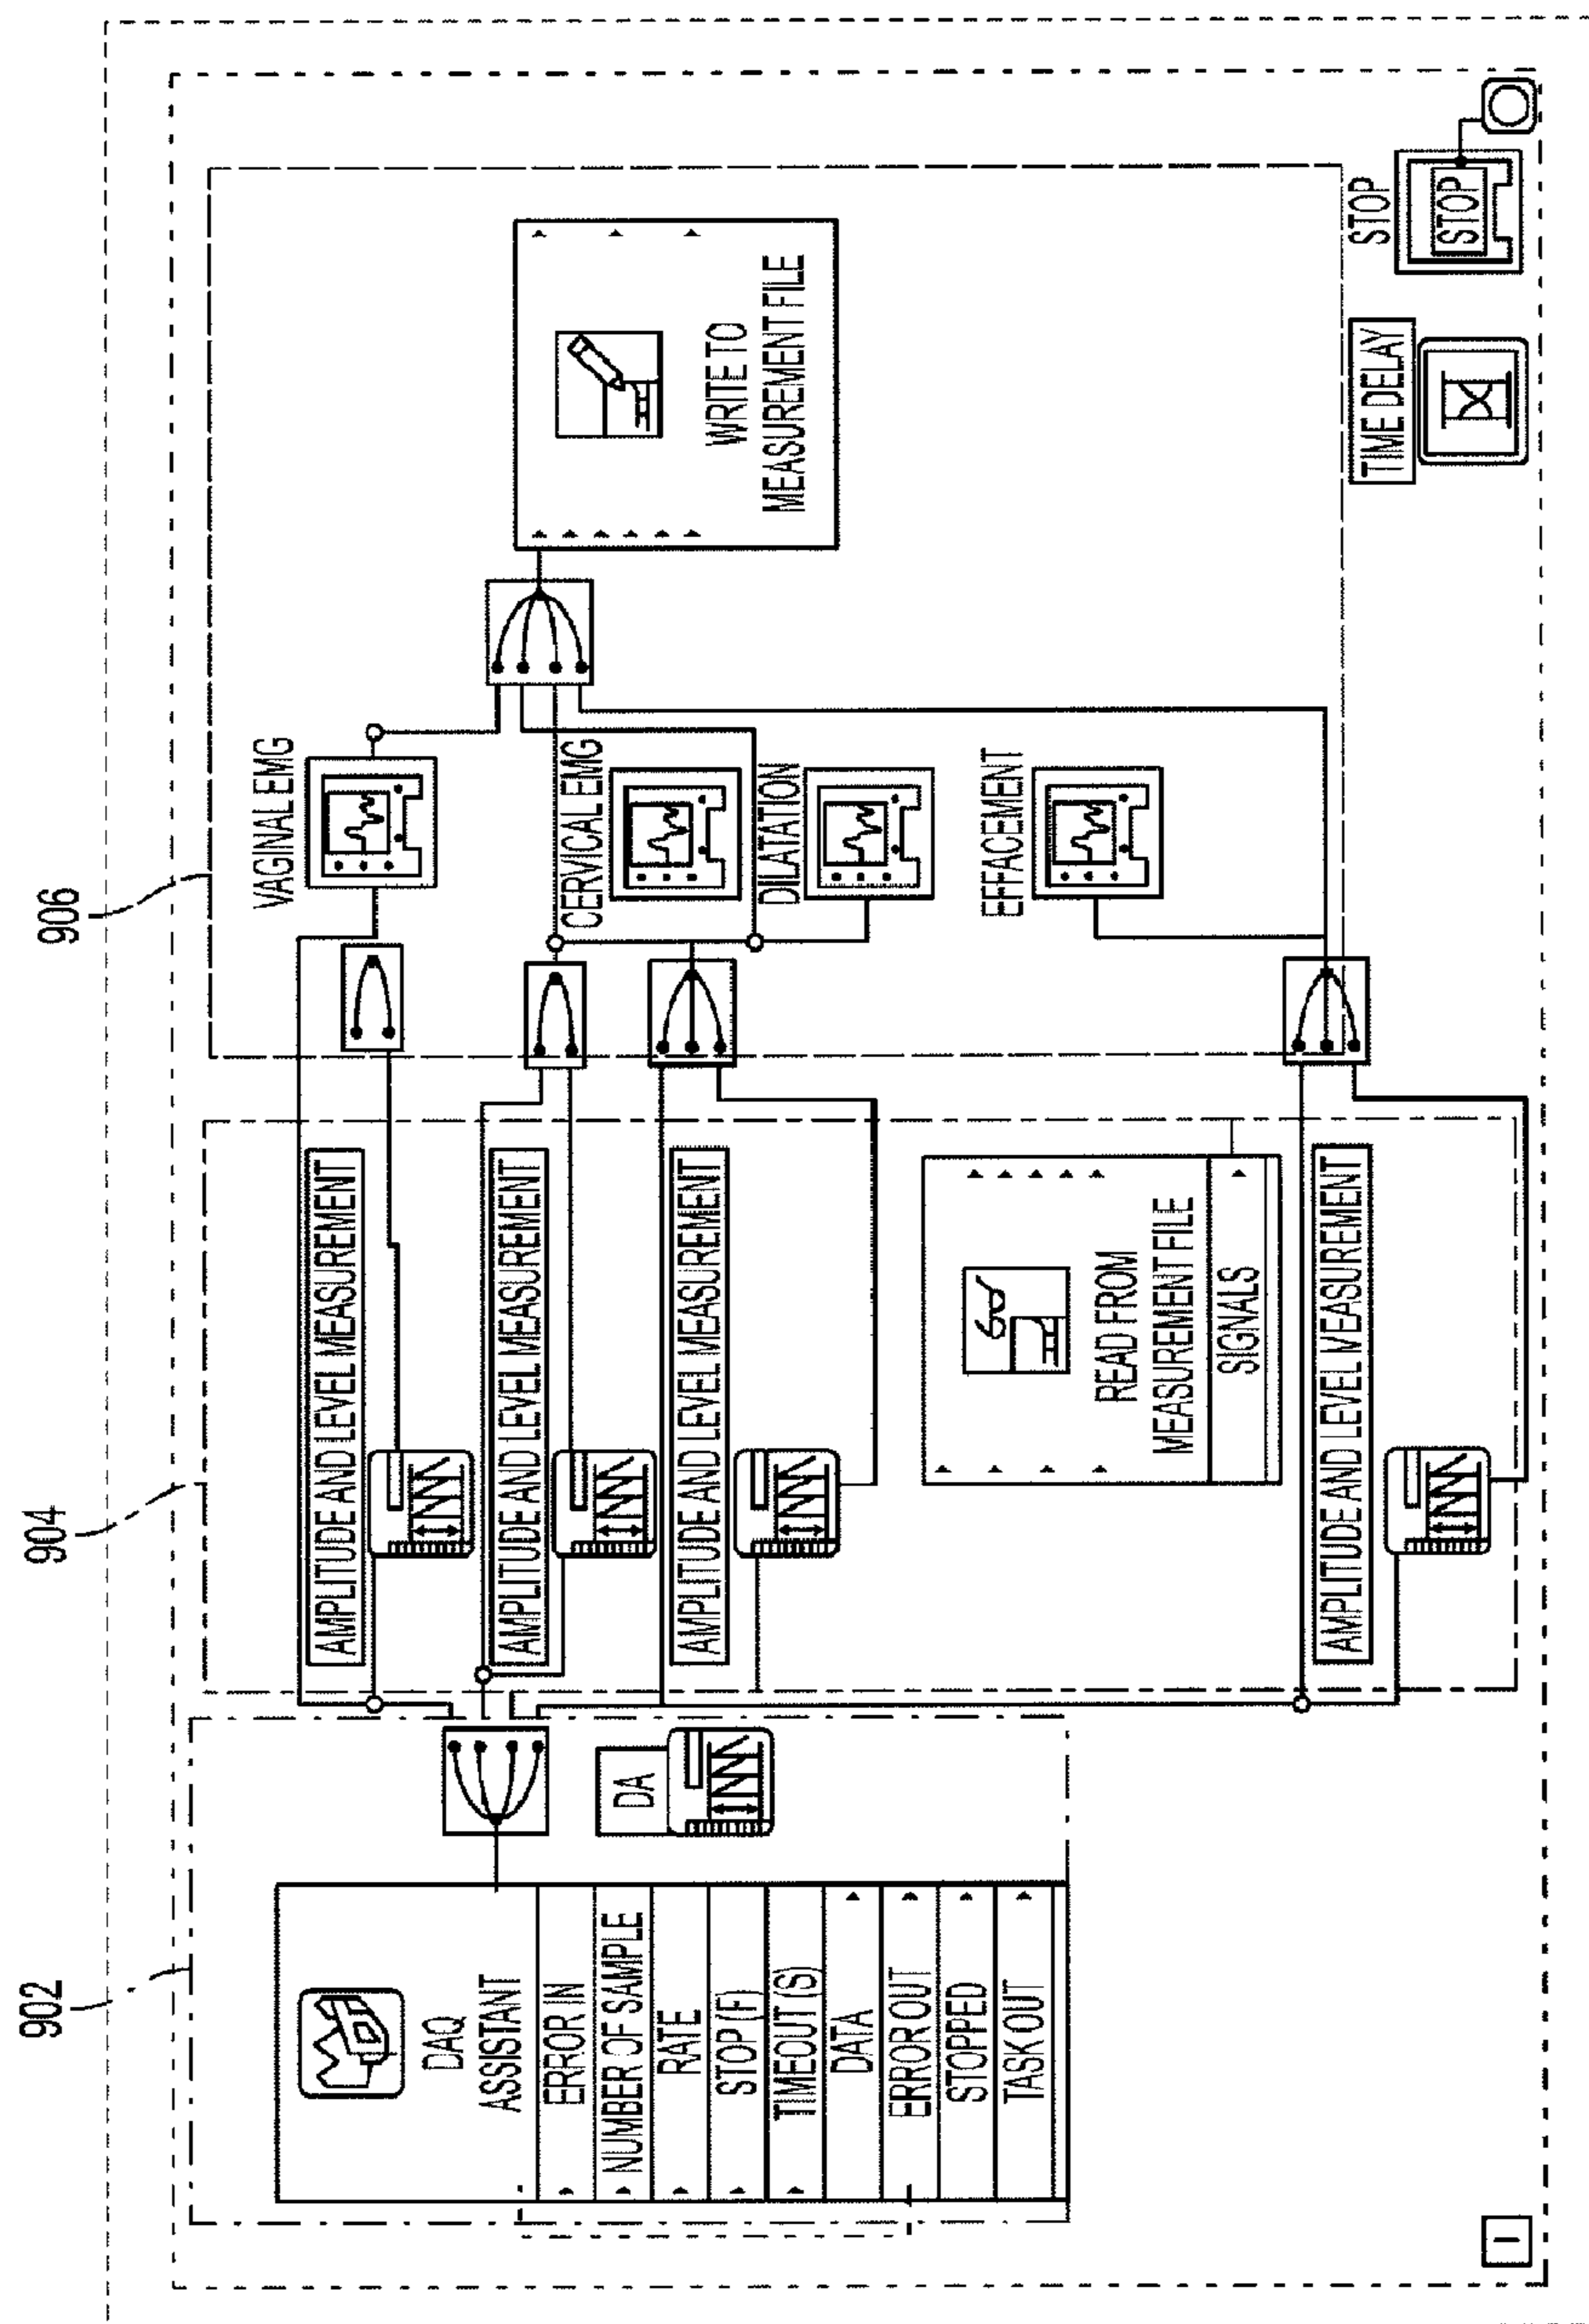 902
904
906
DAQ
ASSISTANT
ERROR IN
NUMBER OF SAMPLE
RATE
STOP (F)
TIMEOUT (S)
DATA
ERROR OUT
STOPPED
TASK OUT
DA
AMPLITUDE AND LEVEL MEASUREMENT
AMPLITUDE AND LEVEL MEASUREMENT
AMPLITUDE AND LEVEL MEASUREMENT
READ FROM
MEASUREMENT FILE
SIGNALS
AMPLITUDE AND LEVEL MEASUREMENT
VAGINAL EMG
CERVICAL EMG
DILATATION
EFFACEMENT
WRITE TO
MEASUREMENT FILE
TIME DELAY
STOP
STOP
I